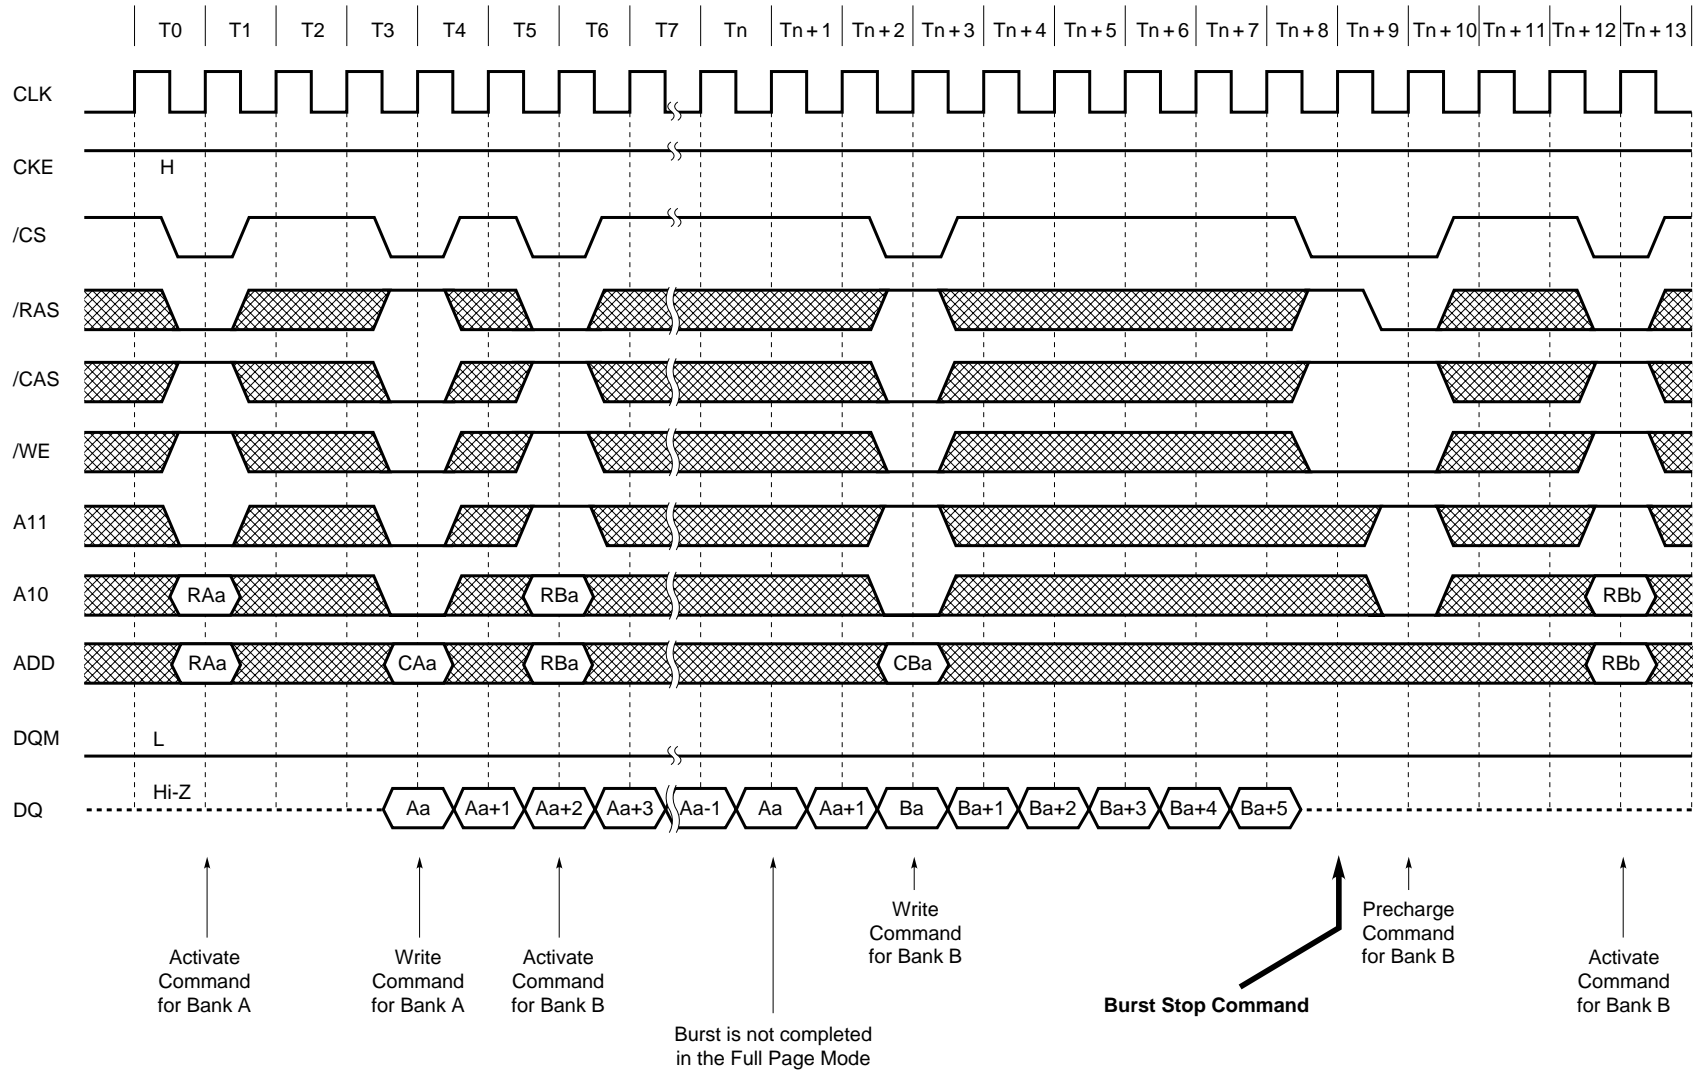 T0 T1 T2 T3 T4 T5 T6 T7 Tn Tn + 1 Tn + 2 Tn + 3 Tn + 4 Tn + 5 Tn + 6 Tn + 7 Tn + 8 Tn + 9 Tn + 10 Tn + 11 Tn + 12 Tn + 13
CLK
CKE H
/CS
/RAS
/CAS
/WE
A11
A10 RAa RBa RBb
ADD RAa CAa RBa CBa RBb
DQM L
Hi-Z
DQ Aa Aa+1 Aa+2 Aa+3 Aa-1 Aa Aa+1 Ba Ba+1 Ba+2 Ba+3 Ba+4 Ba+5
Activate
Command
for Bank A
Write
Command
for Bank A
Activate
Command
for Bank B
Burst is not completed
in the Full Page Mode
Write
Command
for Bank B
Burst Stop Command
Precharge
Command
for Bank B
Activate
Command
for Bank B